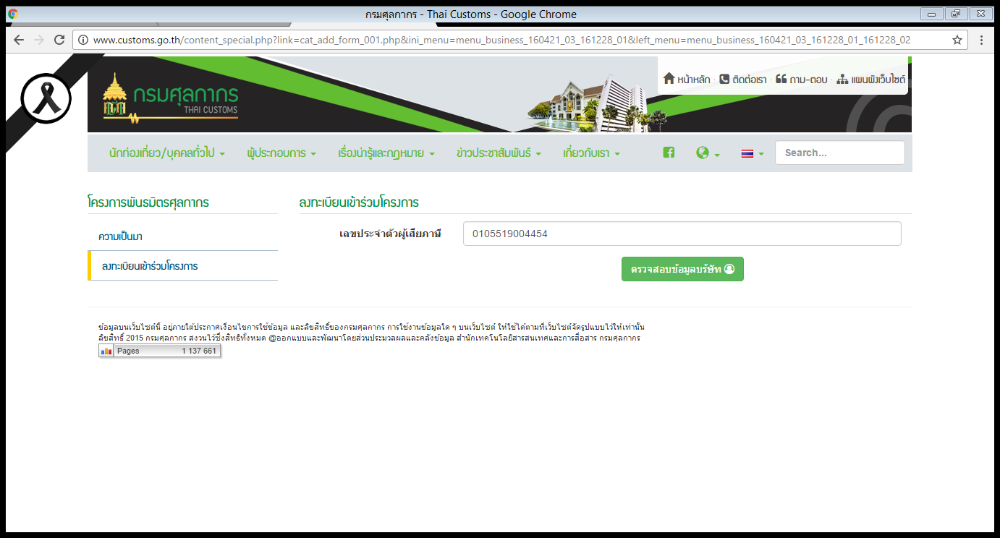 กรมศุลกากร - Thai Customs - Google Chrome
www.customs.go.th/content_special.php?link=cat_add_form_001.php&ini_menu=menu_business_160421_03_161228_01&left_menu=menu_business_160421_03_161228_01_161228_02
หน้าหลัก · ติดต่อเรา · ถาม-ตอบ · แผนผังเว็บไซต์
กรมศุลกากร
THAI CUSTOMS
นักท่องเที่ยว/บุคคลทั่วไป ผู้ประกอบการ เรื่องน่ารู้และกฎหมาย ข่าวประชาสัมพันธ์ เกี่ยวกับเรา Search...
โครงการพันธมิตรศุลกากร
ความเป็นมา
ลงทะเบียนเข้าร่วมโครงการ
ลงทะเบียนเข้าร่วมโครงการ
เลขประจำตัวผู้เสียภาษี 0105519004454
ตรวจสอบข้อมูลบริษัท
ข้อมูลบนเว็บไซต์นี้ อยู่ภายใต้ประกาศเงื่อนไขการใช้ข้อมูล และลิขสิทธิ์ของกรมศุลกากร การใช้งานข้อมูลใด ๆ บนเว็บไซต์ ให้ใช้ได้ตามที่เว็บไซต์จัดรูปแบบไว้ให้เท่านั้น
ลิขสิทธิ์ 2015 กรมศุลกากร สงวนไว้ซึ่งสิทธิทั้งหมด @ออกแบบและพัฒนาโดยส่วนประมวลผลและคลังข้อมูล สำนักเทคโนโลยีสารสนเทศและการสื่อสาร กรมศุลกากร
Pages 1 137 661